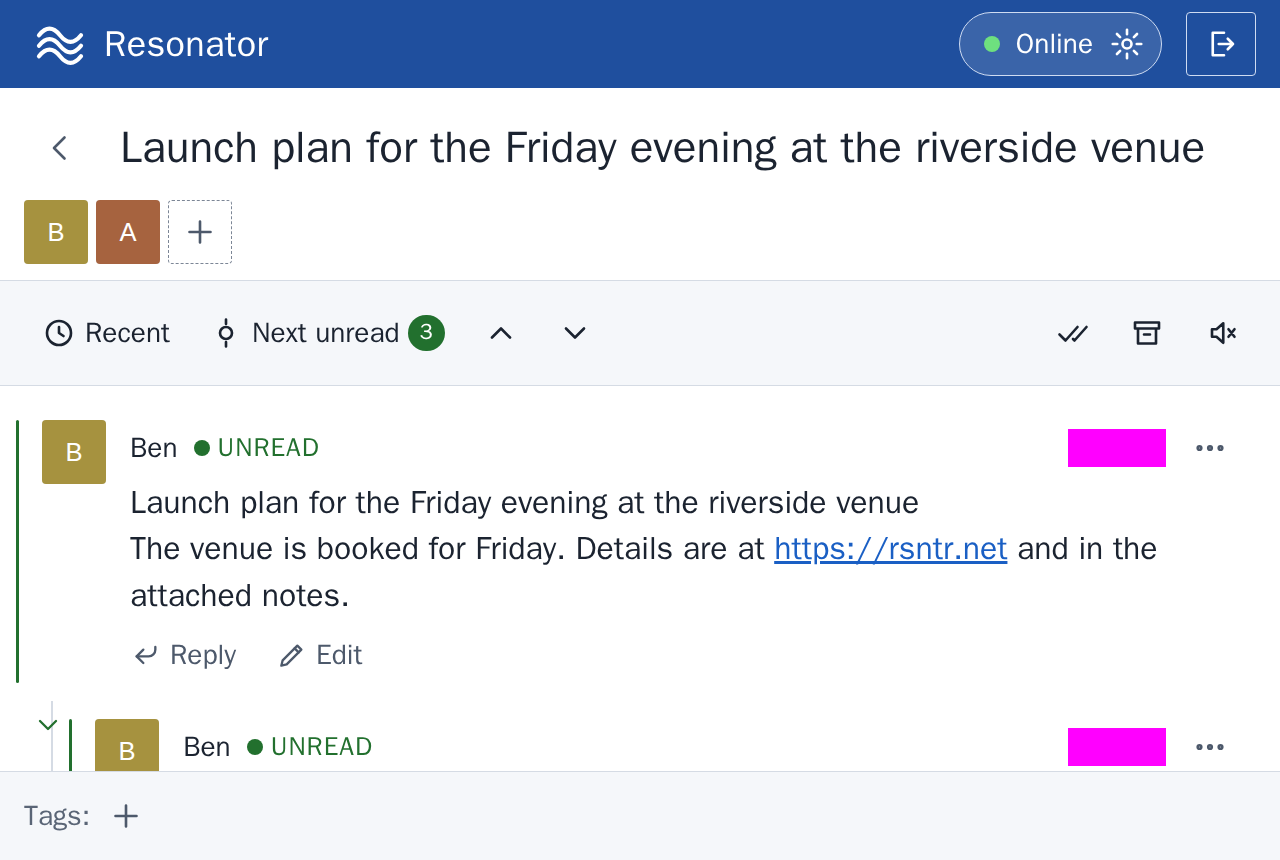 Resonator
Online
Launch plan for the Friday evening at the riverside venue
B
A
Recent
Next unread 3
B
Ben
UNREAD
Launch plan for the Friday evening at the riverside venue
The venue is booked for Friday. Details are at https://rsntr.net and in the
attached notes.
Reply
Edit
B
Ben
UNREAD
Tags: